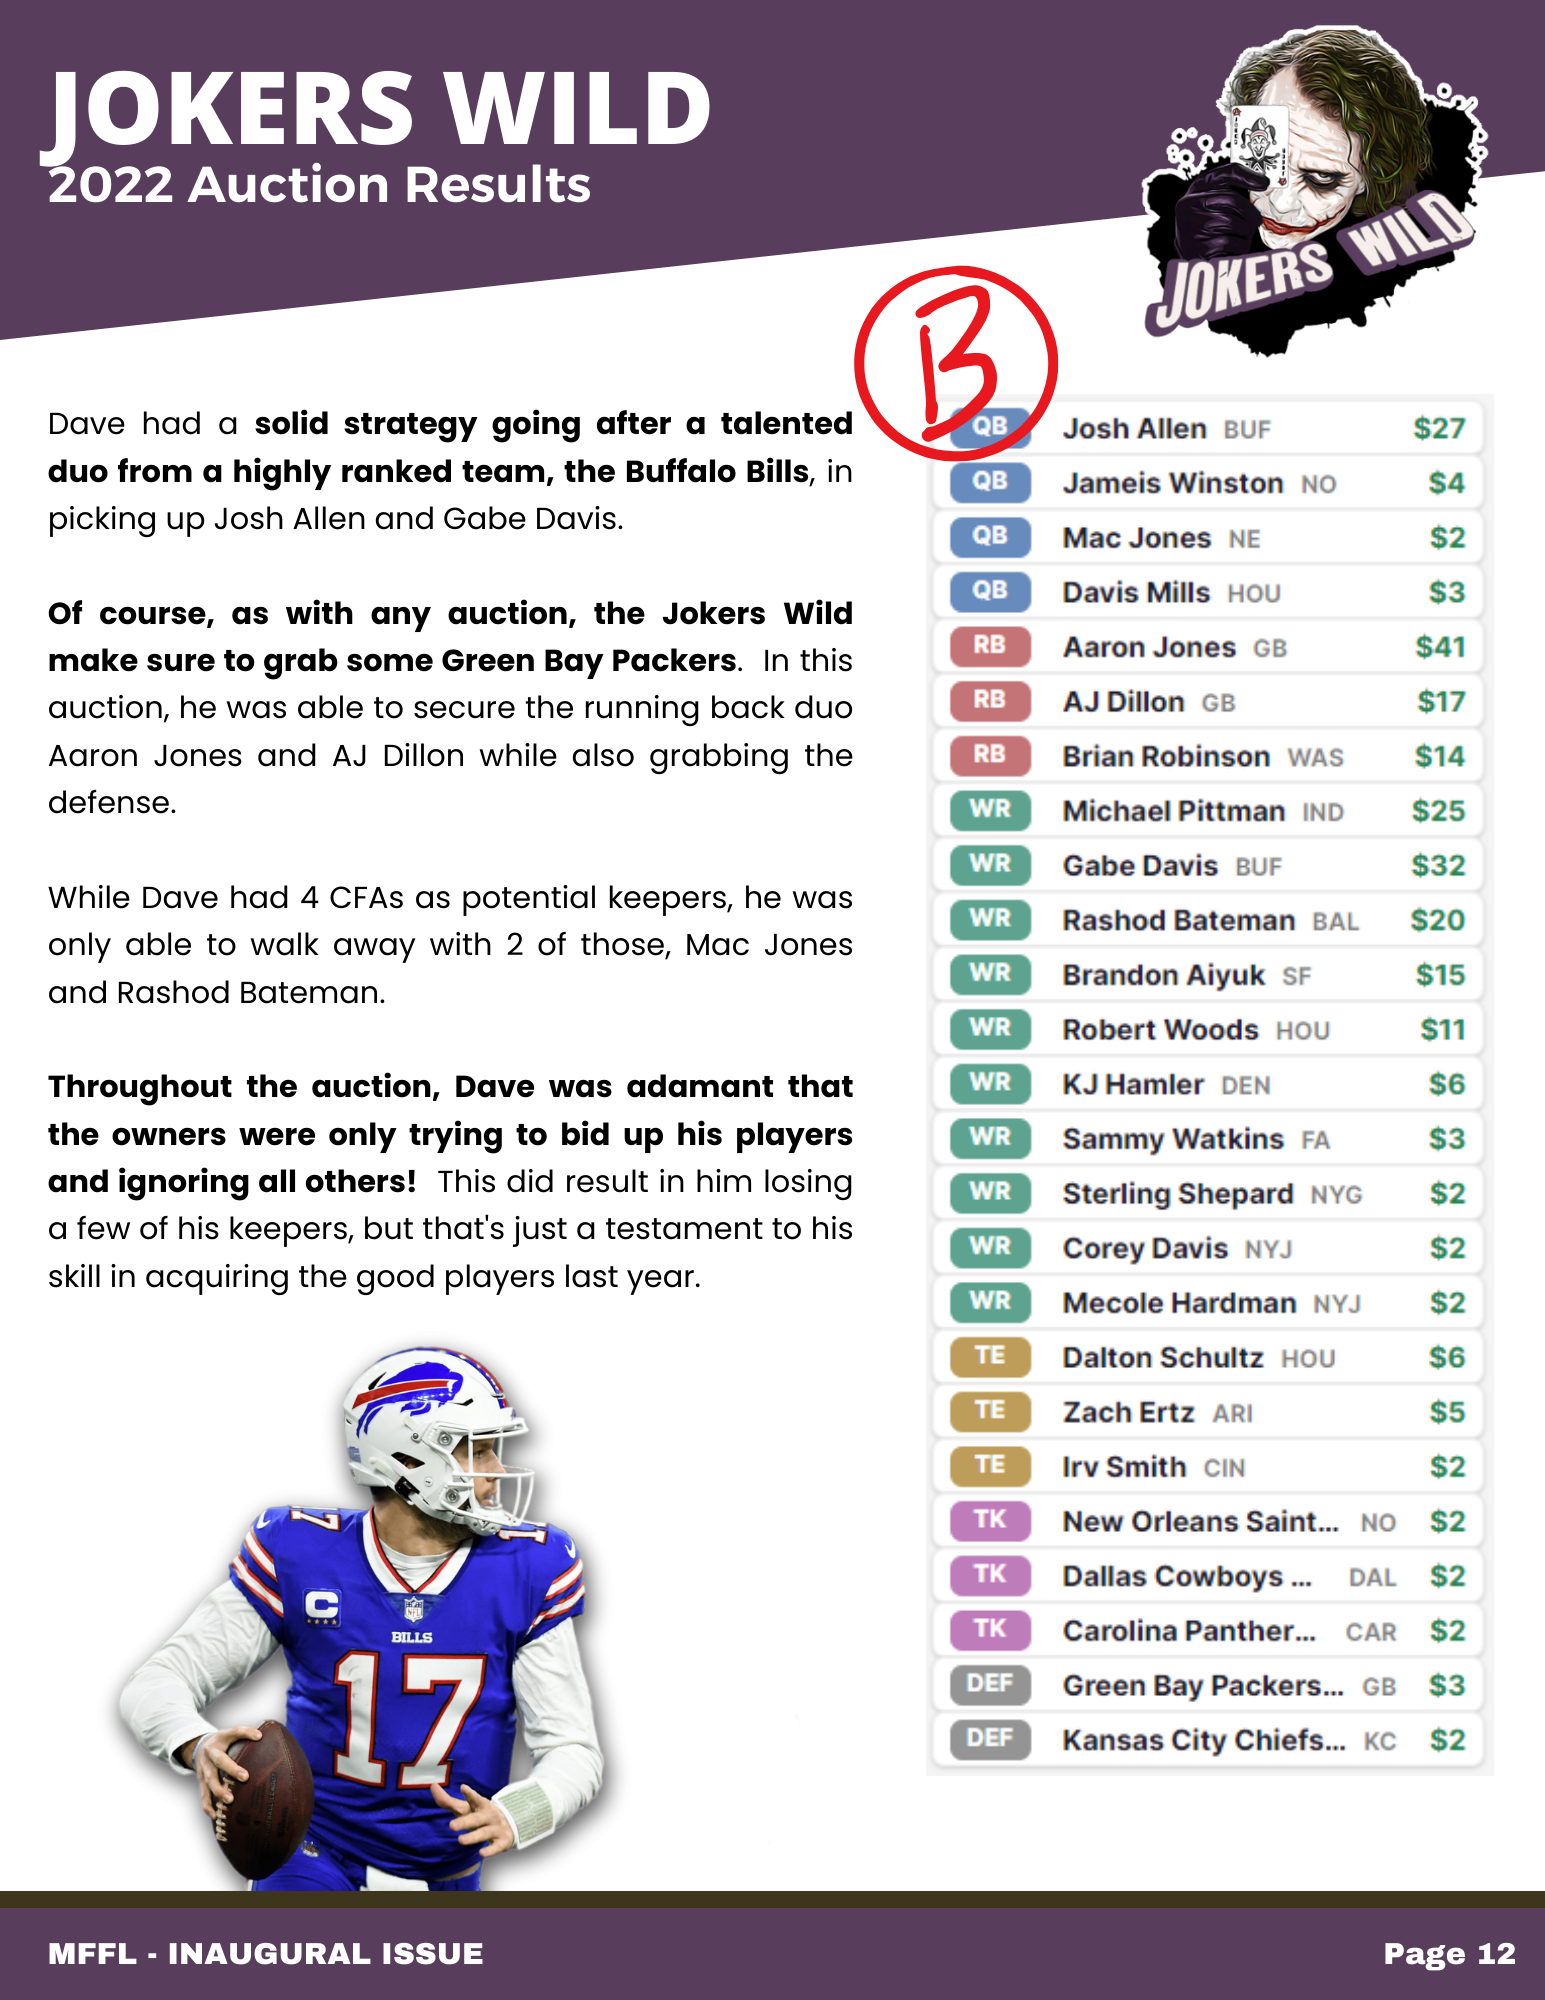 JOKERS WILD
2022 Auction Results
JOKERS WILD
B
Dave had a solid strategy going after a talented
duo from a highly ranked team, the Buffalo Bills, in
picking up Josh Allen and Gabe Davis.
Of course, as with any auction, the Jokers Wild
make sure to grab some Green Bay Packers. In this
auction, he was able to secure the running back duo
Aaron Jones and AJ Dillon while also grabbing the
defense.
While Dave had 4 CFAs as potential keepers, he was
only able to walk away with 2 of those, Mac Jones
and Rashod Bateman.
Throughout the auction, Dave was adamant that
the owners were only trying to bid up his players
and ignoring all others! This did result in him losing
a few of his keepers, but that's just a testament to his
skill in acquiring the good players last year.
QB Josh Allen BUF $27
QB Jameis Winston NO $4
QB Mac Jones NE $2
QB Davis Mills HOU $3
RB Aaron Jones GB $41
RB AJ Dillon GB $17
RB Brian Robinson WAS $14
WR Michael Pittman IND $25
WR Gabe Davis BUF $32
WR Rashod Bateman BAL $20
WR Brandon Aiyuk SF $15
WR Robert Woods HOU $11
WR KJ Hamler DEN $6
WR Sammy Watkins FA $3
WR Sterling Shepard NYG $2
WR Corey Davis NYJ $2
WR Mecole Hardman NYJ $2
TE Dalton Schultz HOU $6
TE Zach Ertz ARI $5
TE Irv Smith CIN $2
TK New Orleans Saint... NO $2
TK Dallas Cowboys ... DAL $2
TK Carolina Panther... CAR $2
DEF Green Bay Packers... GB $3
DEF Kansas City Chiefs... KC $2
17
C
NFL
BILLS
17
MFFL - INAUGURAL ISSUE
Page 12